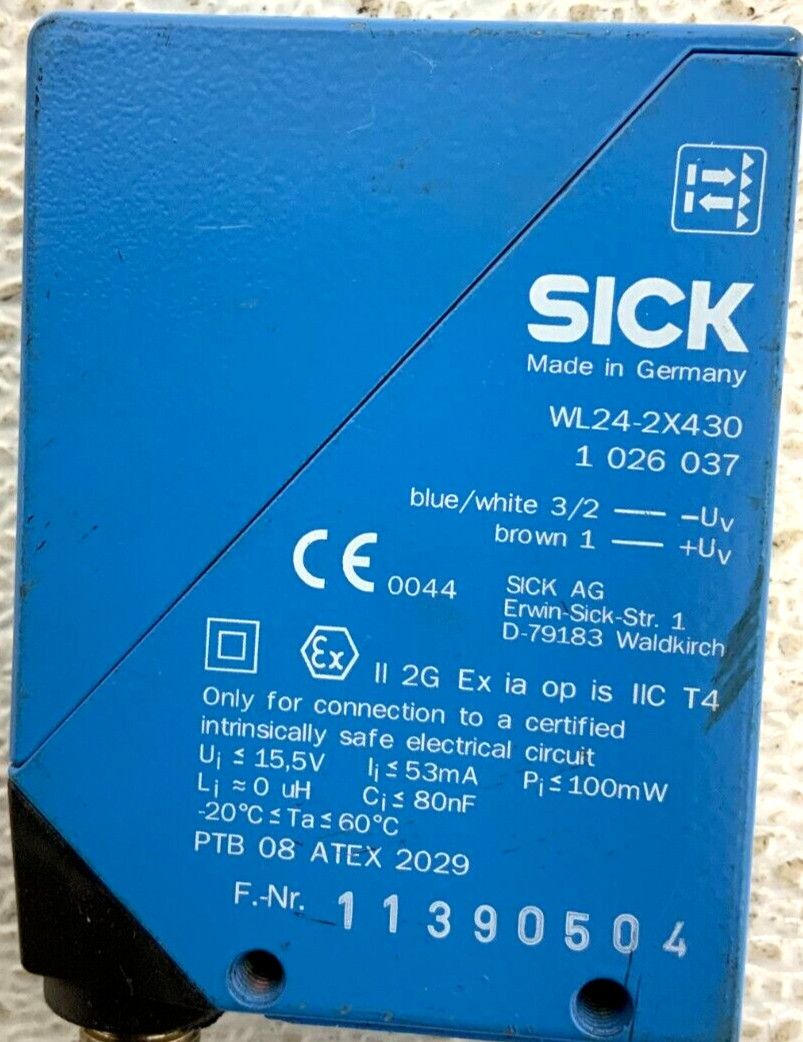 SICK
Made in Germany
WL24-2X430
1 026 037
blue/white 3/2 — -Uv
brown 1 — +Uv
CE 0044
SICK AG
Erwin-Sick-Str. 1
D-79183 Waldkirch
Ex II 2G Ex ia op is IIC T4
Only for connection to a certified
intrinsically safe electrical circuit
Ui ≤ 15,5V Ii ≤ 53mA Pi ≤ 100mW
Li ≈ 0 uH Ci ≤ 80nF
-20°C ≤ Ta ≤ 60°C
PTB 08 ATEX 2029
F.-Nr. 11390504